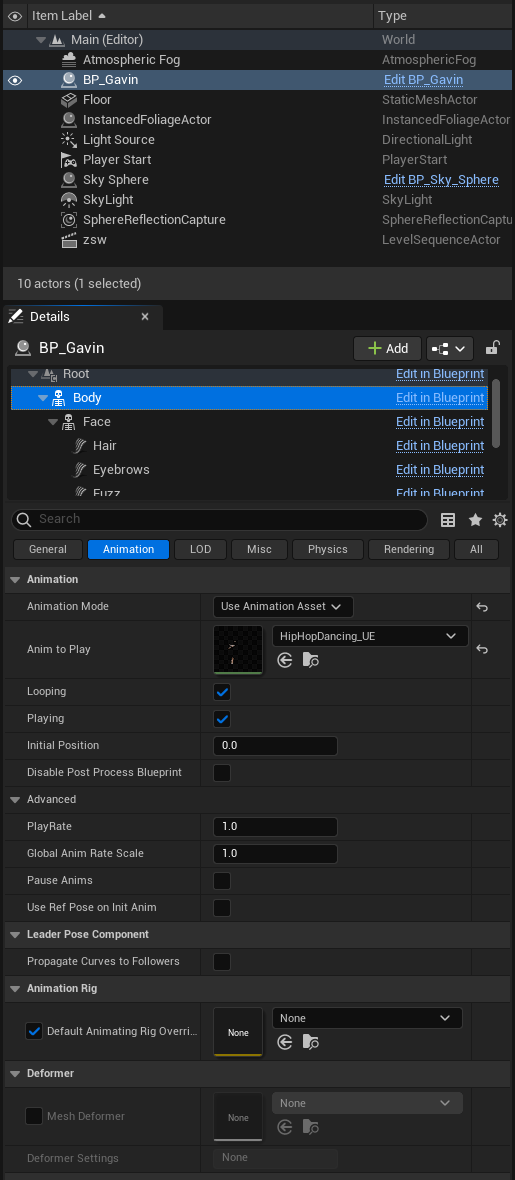 Item Label Type
Main (Editor) World
Atmospheric Fog AtmosphericFog
BP_Gavin Edit BP_Gavin
Floor StaticMeshActor
InstancedFoliageActor InstancedFoliageActor
Light Source DirectionalLight
Player Start PlayerStart
Sky Sphere Edit BP_Sky_Sphere
SkyLight SkyLight
SphereReflectionCapture SphereReflectionCaptu
zsw LevelSequenceActor
10 actors (1 selected)
Details
BP_Gavin Add
Root Edit in Blueprint
Body Edit in Blueprint
Face Edit in Blueprint
Hair Edit in Blueprint
Eyebrows Edit in Blueprint
Fuzz Edit in Blueprint
Search
General Animation LOD Misc Physics Rendering All
Animation
Animation Mode Use Animation Asset
Anim to Play HipHopDancing_UE
Looping
Playing
Initial Position 0.0
Disable Post Process Blueprint
Advanced
PlayRate 1.0
Global Anim Rate Scale 1.0
Pause Anims
Use Ref Pose on Init Anim
Leader Pose Component
Propagate Curves to Followers
Animation Rig
Default Animating Rig Overri... None None
Deformer
Mesh Deformer None None
Deformer Settings None